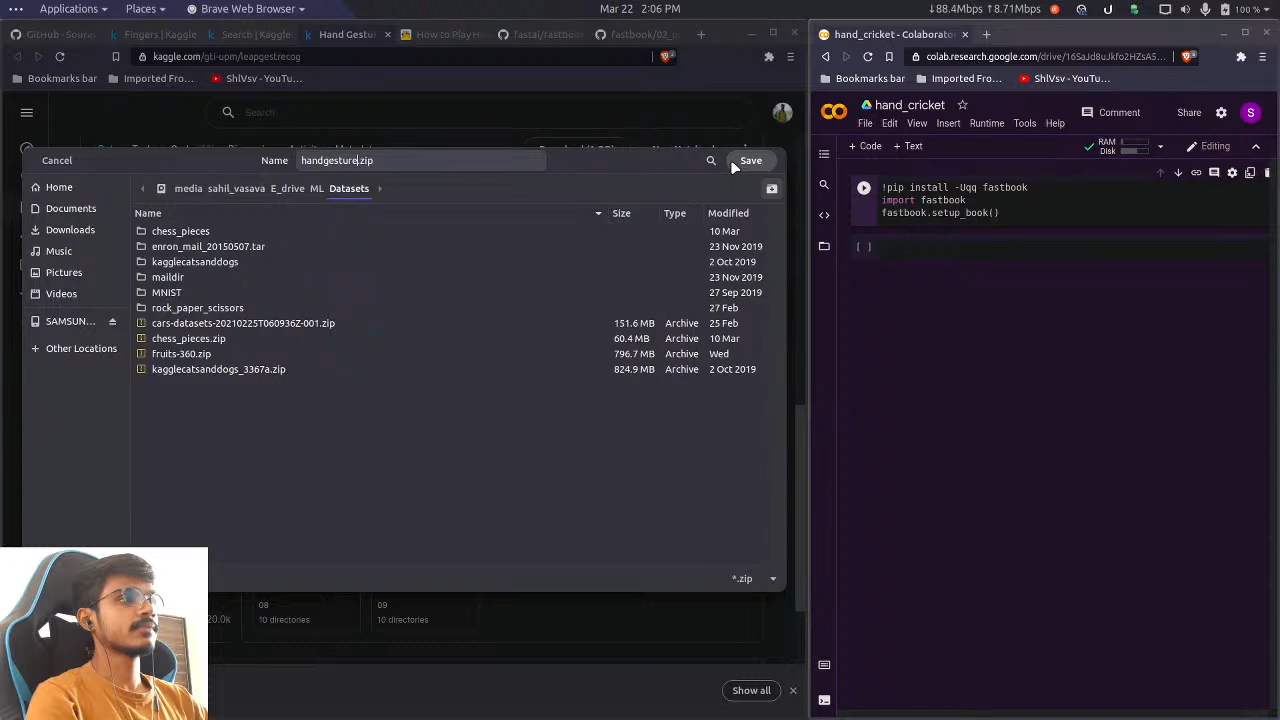 Applications
Places
Brave Web Browser
Mar 22 2:06 PM
↓88.4Mbps ↑8.71Mbps
100 %
GitHub - Soura
Fingers | Kaggle
Search | Kaggle
Hand Gestu
How to Play Ho
fastai/fastboo
fastbook/02_p
kaggle.com/gti-upm/leapgestrecog
Bookmarks bar
Imported Fro...
ShlVsv - YouTu...
Search
Cancel
Name
handgesture.zip
Save
media
sahil_vasava
E_drive
ML
Datasets
Home
Documents
Downloads
Music
Pictures
Videos
SAMSUN...
+ Other Locations
Name Size Type Modified
chess_pieces 10 Mar
enron_mail_20150507.tar 23 Nov 2019
kagglecatsanddogs 2 Oct 2019
maildir 23 Nov 2019
MNIST 27 Sep 2019
rock_paper_scissors 27 Feb
cars-datasets-20210225T060936Z-001.zip 151.6 MB Archive 25 Feb
chess_pieces.zip 60.4 MB Archive 10 Mar
fruits-360.zip 796.7 MB Archive Wed
kagglecatsanddogs_3367a.zip 824.9 MB Archive 2 Oct 2019
*.zip
20.0k
08
10 directories
09
10 directories
Show all
hand_cricket - Colaborato
colab.research.google.com/drive/16SaJd8uJkfo2HZsA5...
Bookmarks bar
Imported Fro...
ShlVsv - YouTu...
hand_cricket
Comment
Share
S
File Edit View Insert Runtime Tools Help
+ Code + Text
RAM
Disk
Editing
!pip install -Uqq fastbook
import fastbook
fastbook.setup_book()
[ ]